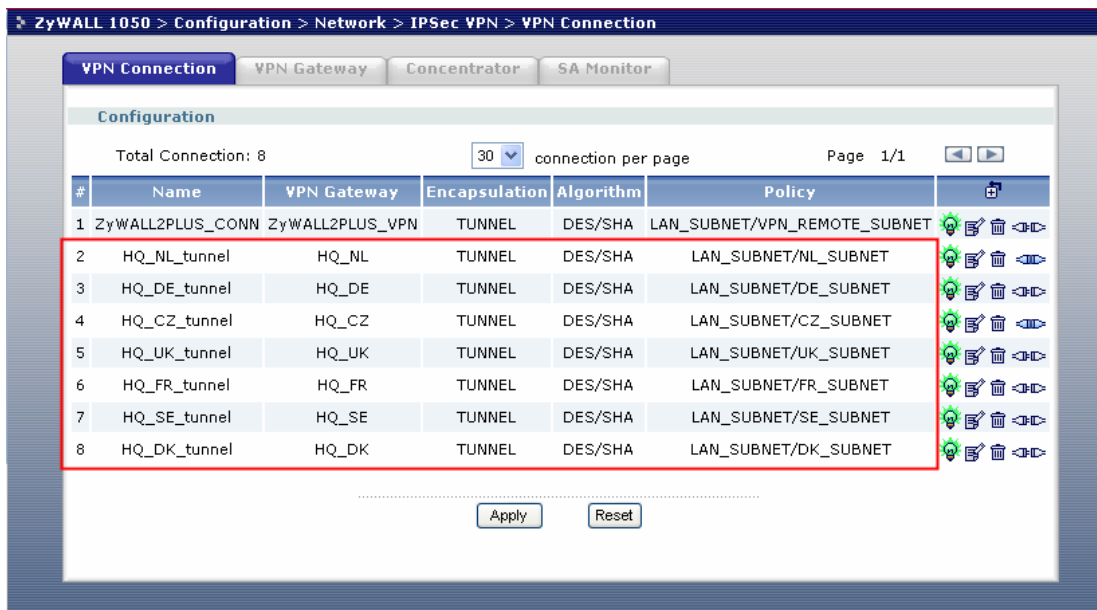 ZyWALL 1050 > Configuration > Network > IPSec VPN > VPN Connection
VPN Connection VPN Gateway Concentrator SA Monitor
Configuration
Total Connection: 8 30 connection per page Page 1/1
# Name VPN Gateway Encapsulation Algorithm Policy
1 ZyWALL2PLUS_CONN ZyWALL2PLUS_VPN TUNNEL DES/SHA LAN_SUBNET/VPN_REMOTE_SUBNET
2 HQ_NL_tunnel HQ_NL TUNNEL DES/SHA LAN_SUBNET/NL_SUBNET
3 HQ_DE_tunnel HQ_DE TUNNEL DES/SHA LAN_SUBNET/DE_SUBNET
4 HQ_CZ_tunnel HQ_CZ TUNNEL DES/SHA LAN_SUBNET/CZ_SUBNET
5 HQ_UK_tunnel HQ_UK TUNNEL DES/SHA LAN_SUBNET/UK_SUBNET
6 HQ_FR_tunnel HQ_FR TUNNEL DES/SHA LAN_SUBNET/FR_SUBNET
7 HQ_SE_tunnel HQ_SE TUNNEL DES/SHA LAN_SUBNET/SE_SUBNET
8 HQ_DK_tunnel HQ_DK TUNNEL DES/SHA LAN_SUBNET/DK_SUBNET
Apply Reset